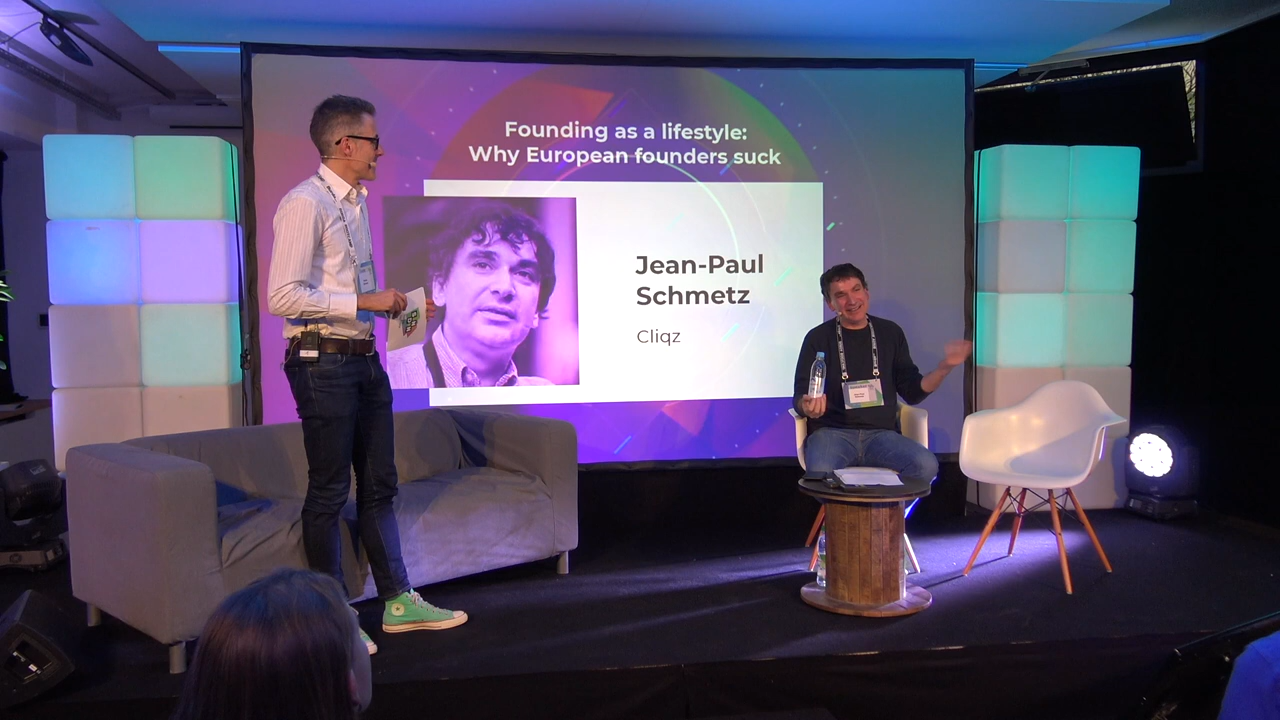 Founding as a lifestyle:
Why European founders suck
Jean-Paul
Schmetz
Cliqz